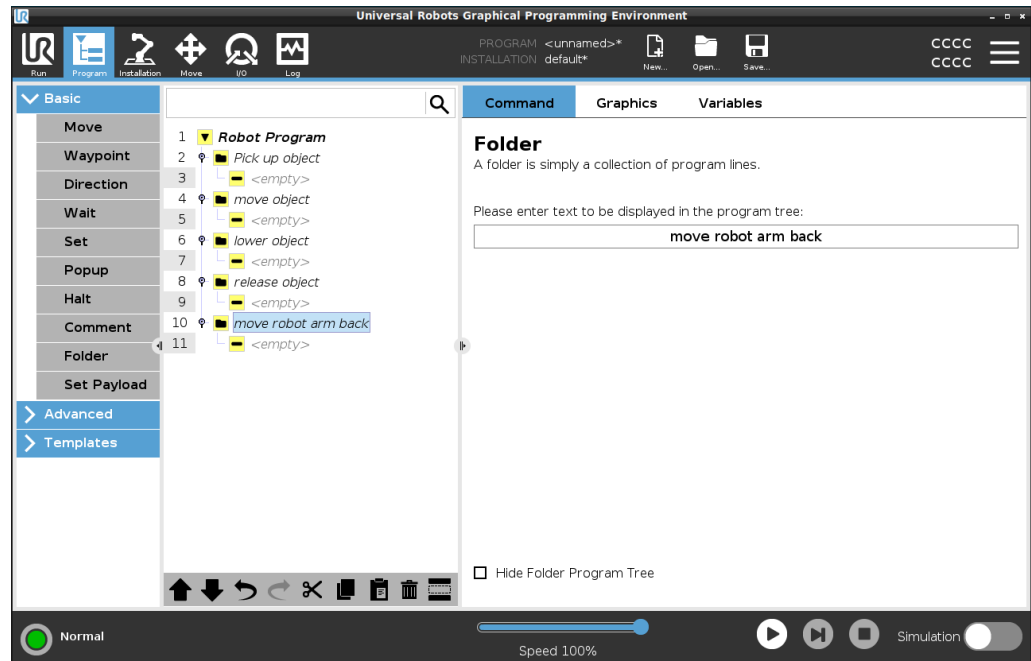 UR
Universal Robots Graphical Programming Environment
UR
Run
Program
Installation
Move
I/O
Log
PROGRAM <unnamed>*
INSTALLATION default*
New...
Open...
Save...
CCCC
CCCC
Basic
Move
Waypoint
Direction
Wait
Set
Popup
Halt
Comment
Folder
Set Payload
Advanced
Templates
1 Robot Program
2 Pick up object
3 <empty>
4 move object
5 <empty>
6 lower object
7 <empty>
8 release object
9 <empty>
10 move robot arm back
11 <empty>
Command Graphics Variables
Folder
A folder is simply a collection of program lines.
Please enter text to be displayed in the program tree:
move robot arm back
Hide Folder Program Tree
Normal
Speed 100%
Simulation